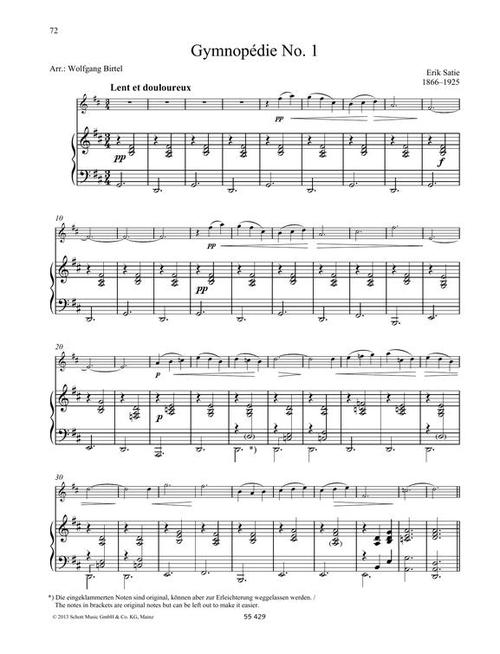 72
Gymnopédie No. 1
Arr.: Wolfgang Birtel
Erik Satie
1866–1925
Lent et douloureux
pp
f
10
pp
pp
20
p
p
*)
30
*) Die eingeklammerten Noten sind original, können aber zur Erleichterung weggelassen werden. /
The notes in brackets are original notes but can be left out to make it easier.
© 2013 Schott Music GmbH & Co. KG, Mainz
55 429